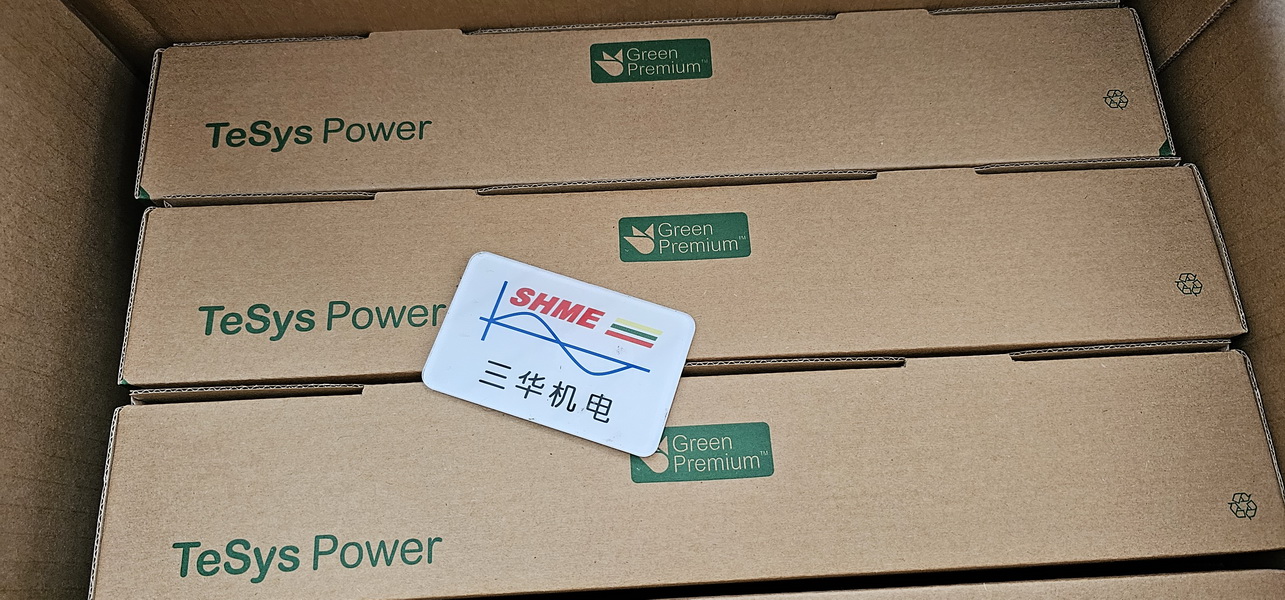 Green
Premium™
TeSys Power
Green
Premium™
TeSys Power
SHME
三华机电
Green
Premium™
TeSys Power